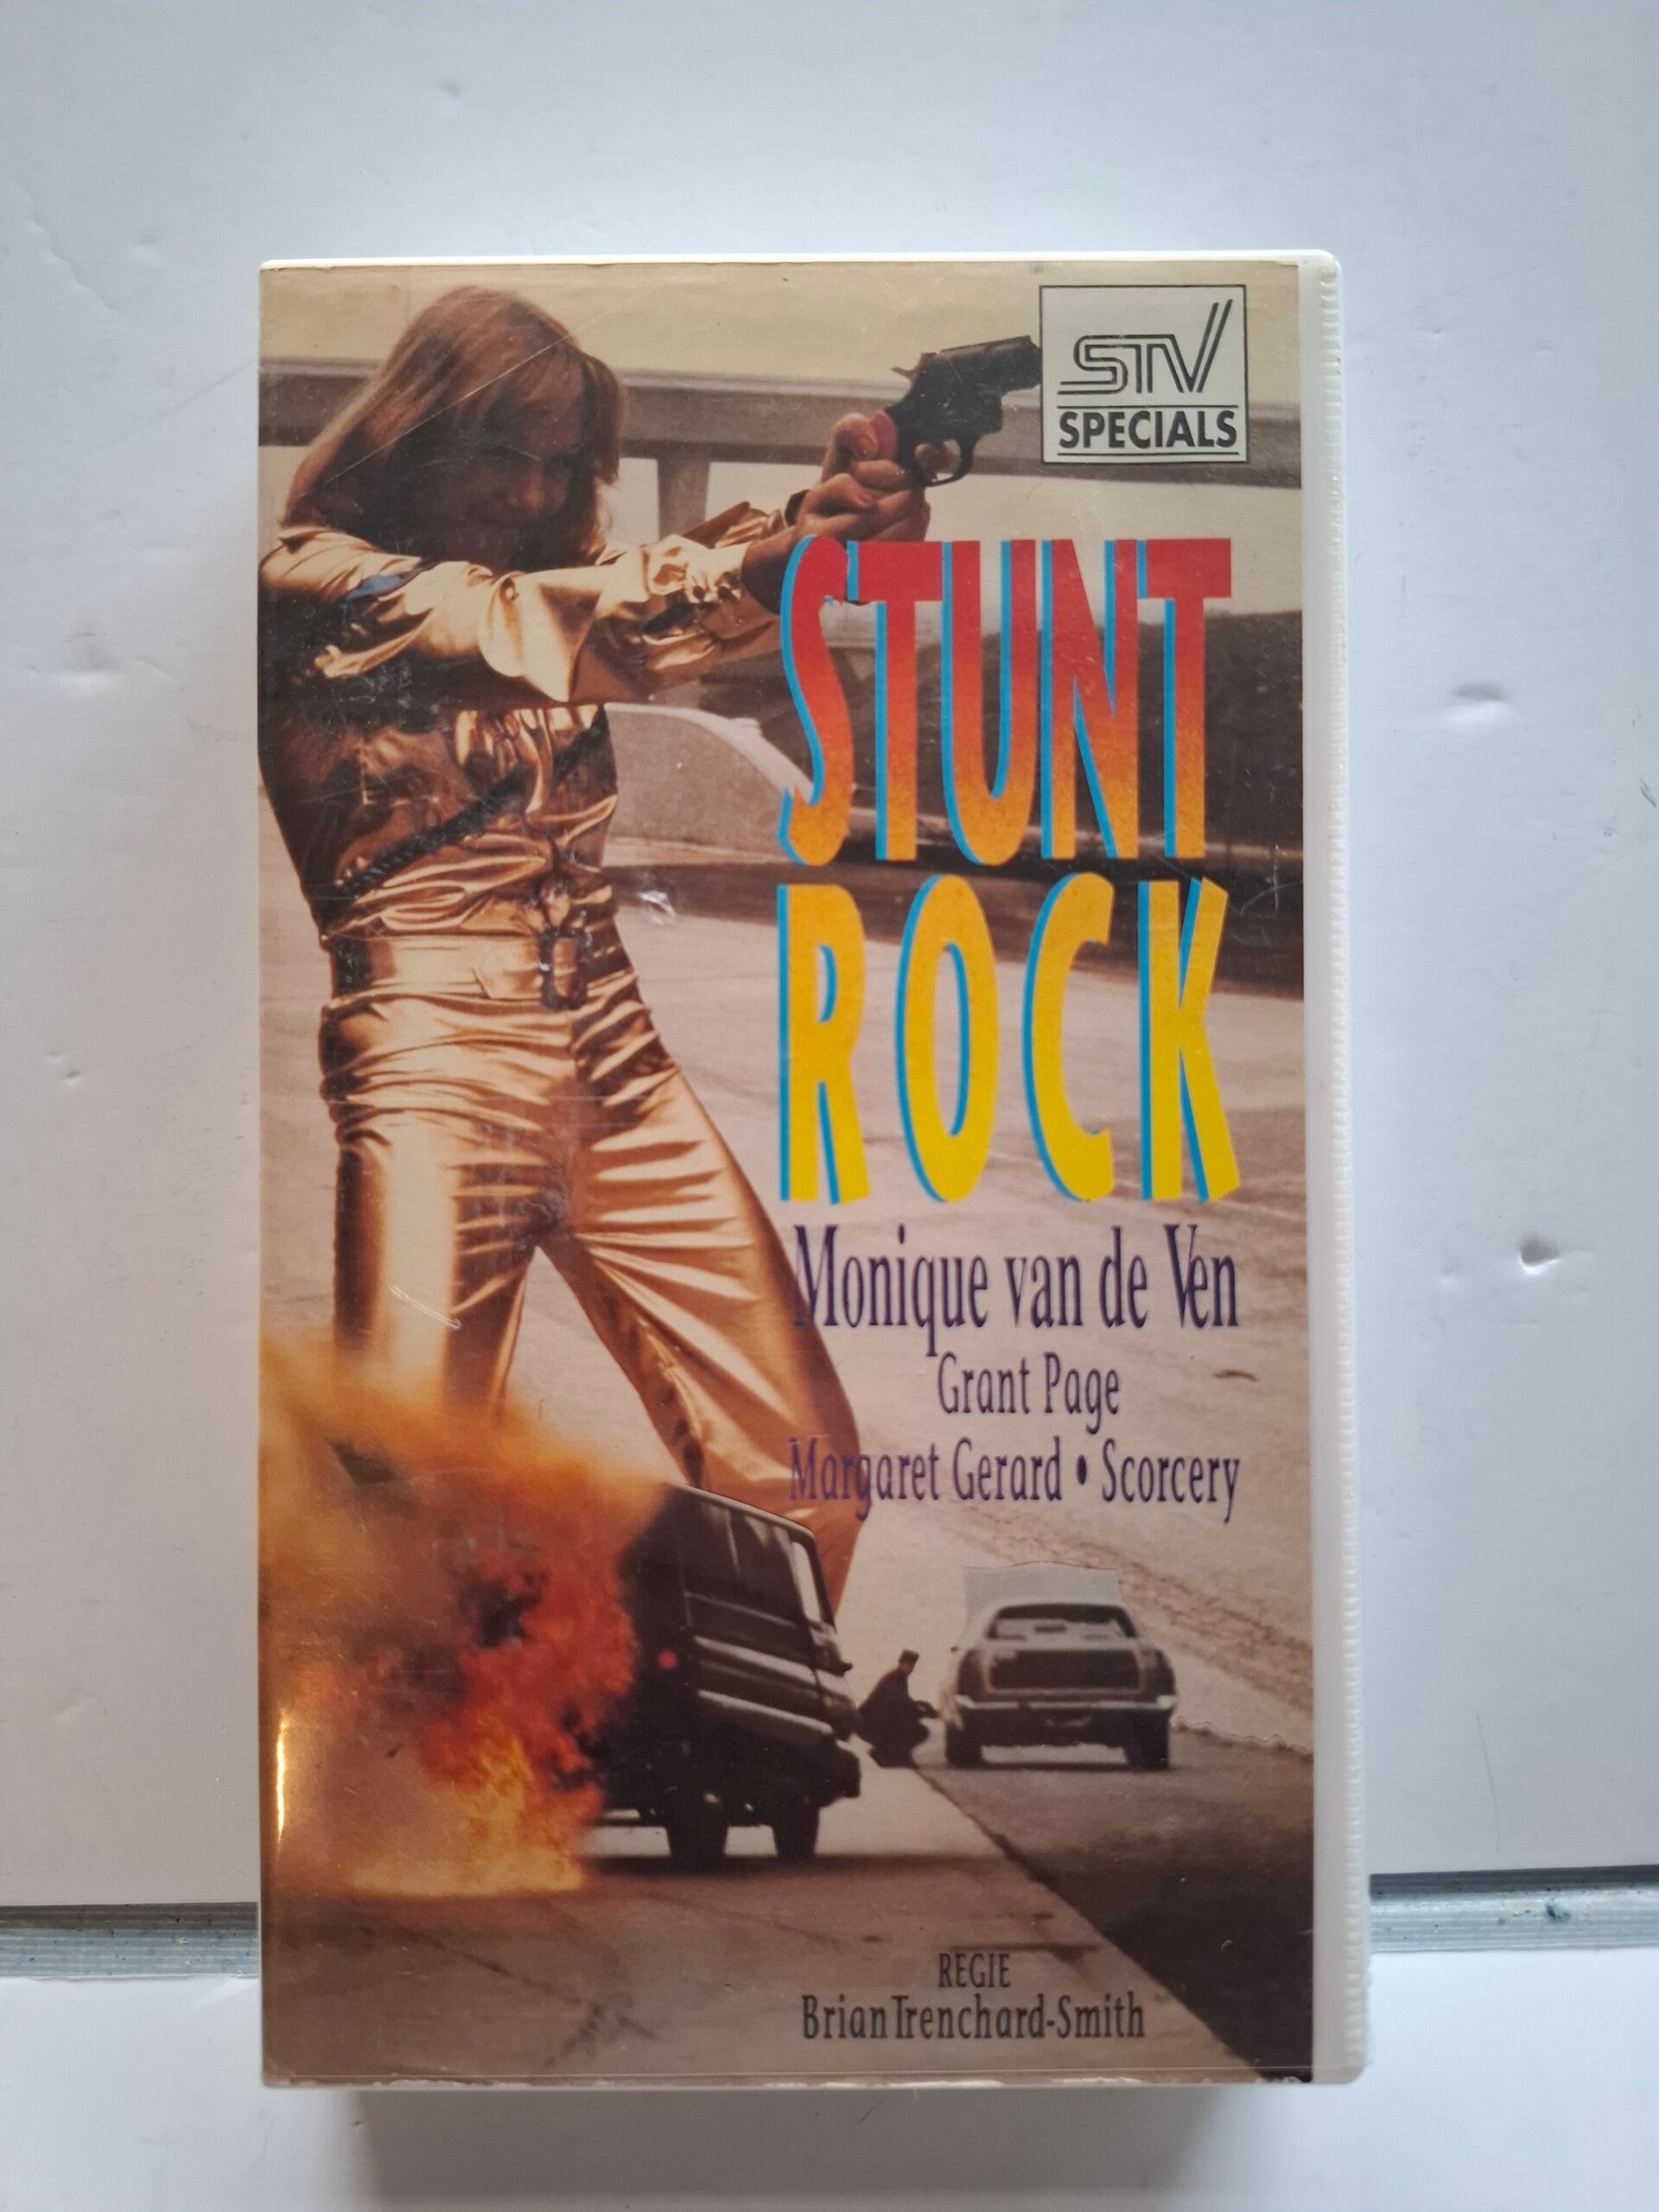 STV
SPECIALS
STUNT
ROCK
Monique van de Ven
Grant Page
Margaret Gerard • Scorcery
REGIE
Brian Trenchard-Smith